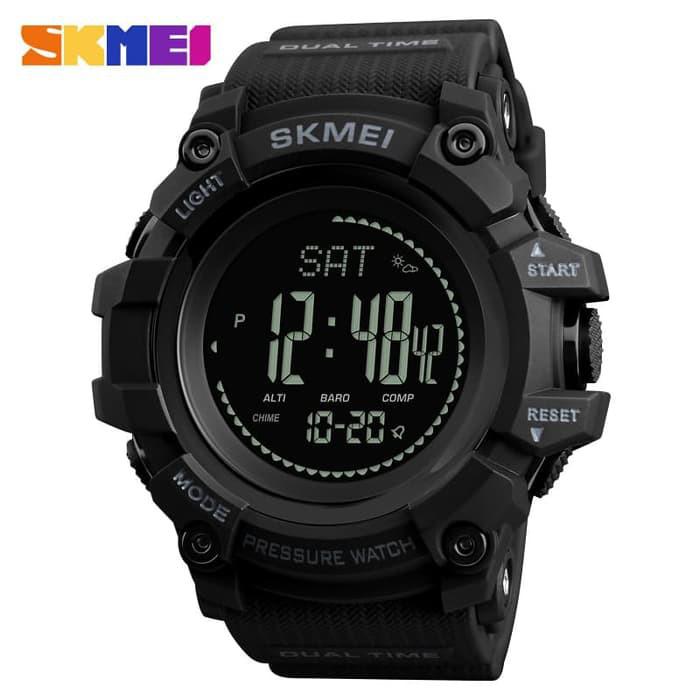 SKMEI
DUAL TIME
SKMEI
LIGHT
START
SAT
P 12:48 42
ALTI BARO COMP
CHIME 10-20
RESET
MODE
PRESSURE WATCH
DUAL TIME